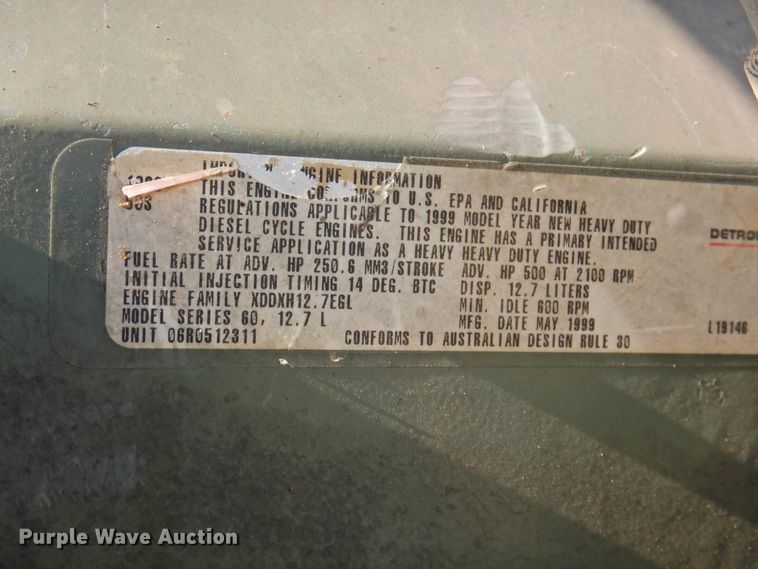 ENGINE INFORMATION
THIS ENGINE CONFORMS TO U.S. EPA AND CALIFORNIA
REGULATIONS APPLICABLE TO 1999 MODEL YEAR NEW HEAVY DUTY
DIESEL CYCLE ENGINES. THIS ENGINE HAS A PRIMARY INTENDED
SERVICE APPLICATION AS A HEAVY HEAVY DUTY ENGINE.
FUEL RATE AT ADV. HP 250.6 MM3/STROKE ADV. HP 500 AT 2100 RPM
INITIAL INJECTION TIMING 14 DEG. BTC DISP. 12.7 LITERS
ENGINE FAMILY XDDXH12.7EGL MIN. IDLE 600 RPM
MODEL SERIES 60, 12.7 L MFG. DATE MAY 1999
UNIT 06R0512311 CONFORMS TO AUSTRALIAN DESIGN RULE 30
DETRO
L19146
Purple Wave Auction